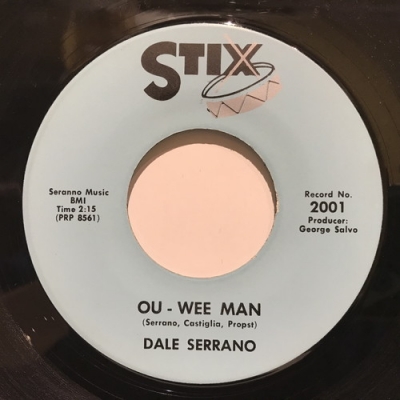 STIX
Seranno Music
BMI
Time 2:15
(PRP 8561)
Record No.
2001
Producer:
George Salvo
OU - WEE MAN
(Serrano, Castiglia, Propst)
DALE SERRANO